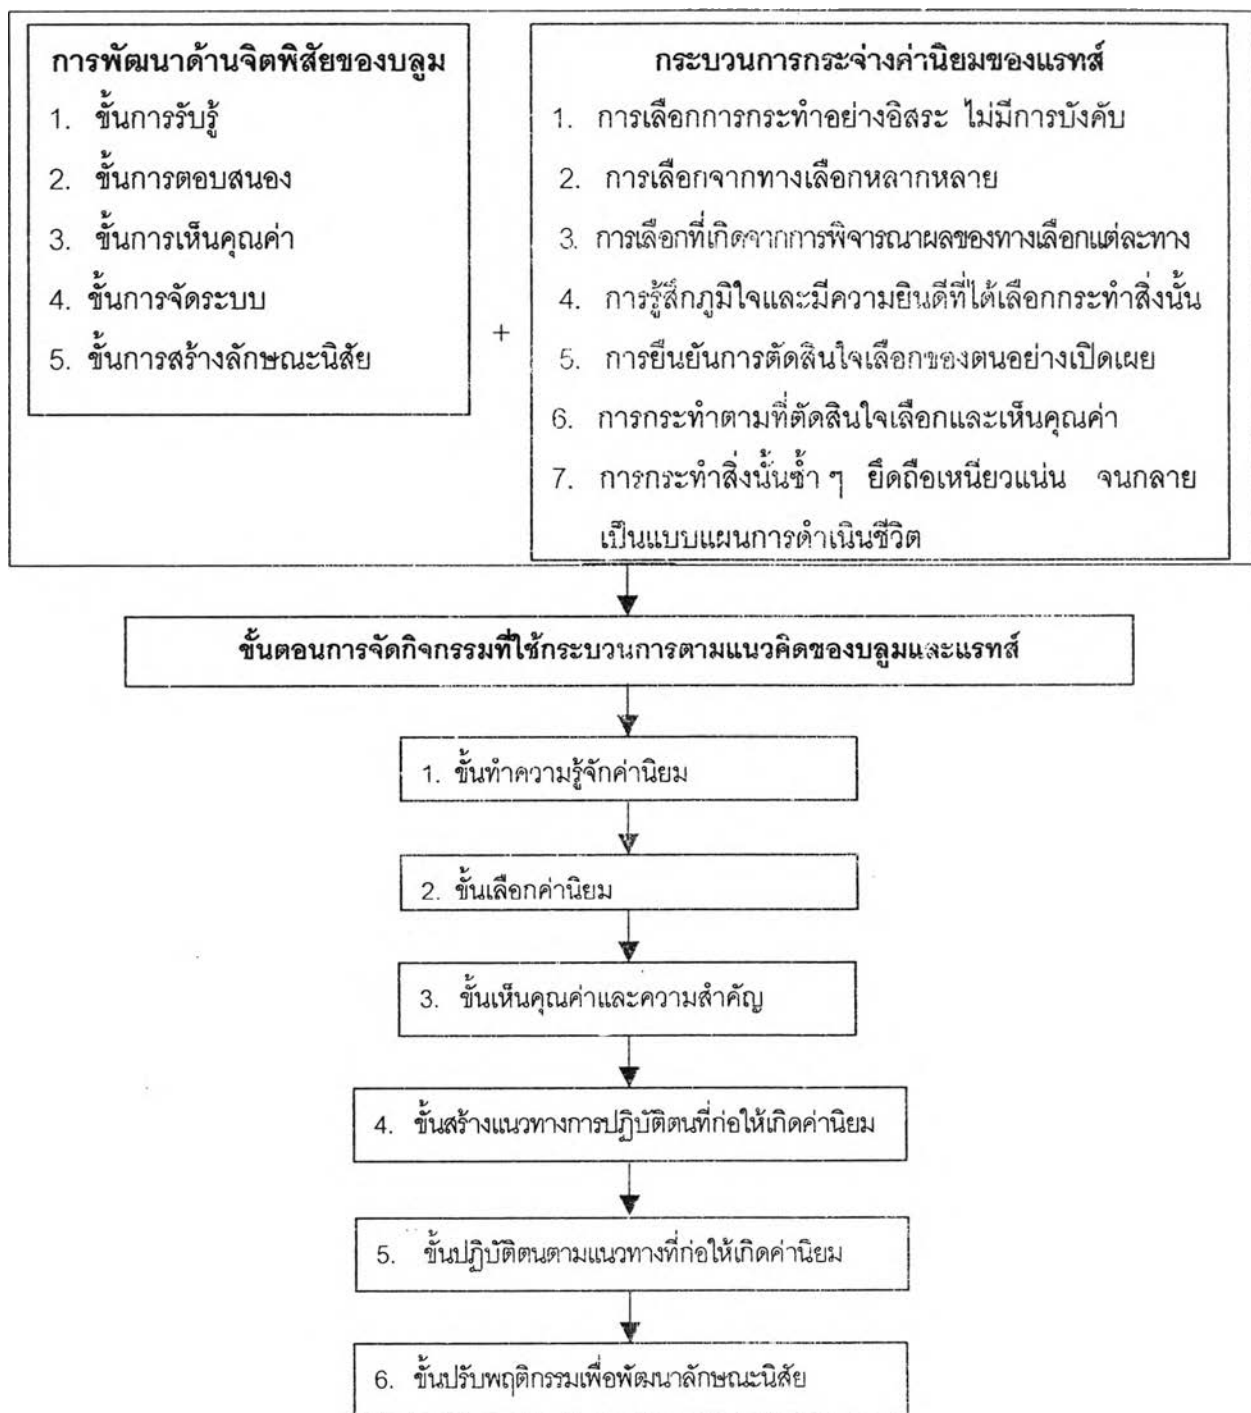 การพัฒนาด้านจิตพิสัยของบลูม
1. ขั้นการรับรู้
2. ขั้นการตอบสนอง
3. ขั้นการเห็นคุณค่า
4. ขั้นการจัดระบบ
5. ขั้นการสร้างลักษณะนิสัย
+
กระบวนการกระจ่างค่านิยมของแรทส์
1. การเลือกการกระทำอย่างอิสระ ไม่มีการบังคับ
2. การเลือกจากทางเลือกหลากหลาย
3. การเลือกที่เกิดจากการพิจารณาผลของทางเลือกแต่ละทาง
4. การรู้สึกภูมิใจและมีความยินดีที่ได้เลือกกระทำสิ่งนั้น
5. การยืนยันการตัดสินใจเลือกของตนอย่างเปิดเผย
6. การกระทำตามที่ตัดสินใจเลือกและเห็นคุณค่า
7. การกระทำสิ่งนั้นซ้ำ ๆ ยึดถือเหนียวแน่น จนกลาย
เป็นแบบแผนการดำเนินชีวิต
ขั้นตอนการจัดกิจกรรมที่ใช้กระบวนการตามแนวคิดของบลูมและแรทส์
1. ขั้นทำความรู้จักค่านิยม
2. ขั้นเลือกค่านิยม
3. ขั้นเห็นคุณค่าและความสำคัญ
4. ขั้นสร้างแนวทางการปฏิบัติตนที่ก่อให้เกิดค่านิยม
5. ขั้นปฏิบัติตนตามแนวทางที่ก่อให้เกิดค่านิยม
6. ขั้นปรับพฤติกรรมเพื่อพัฒนาลักษณะนิสัย